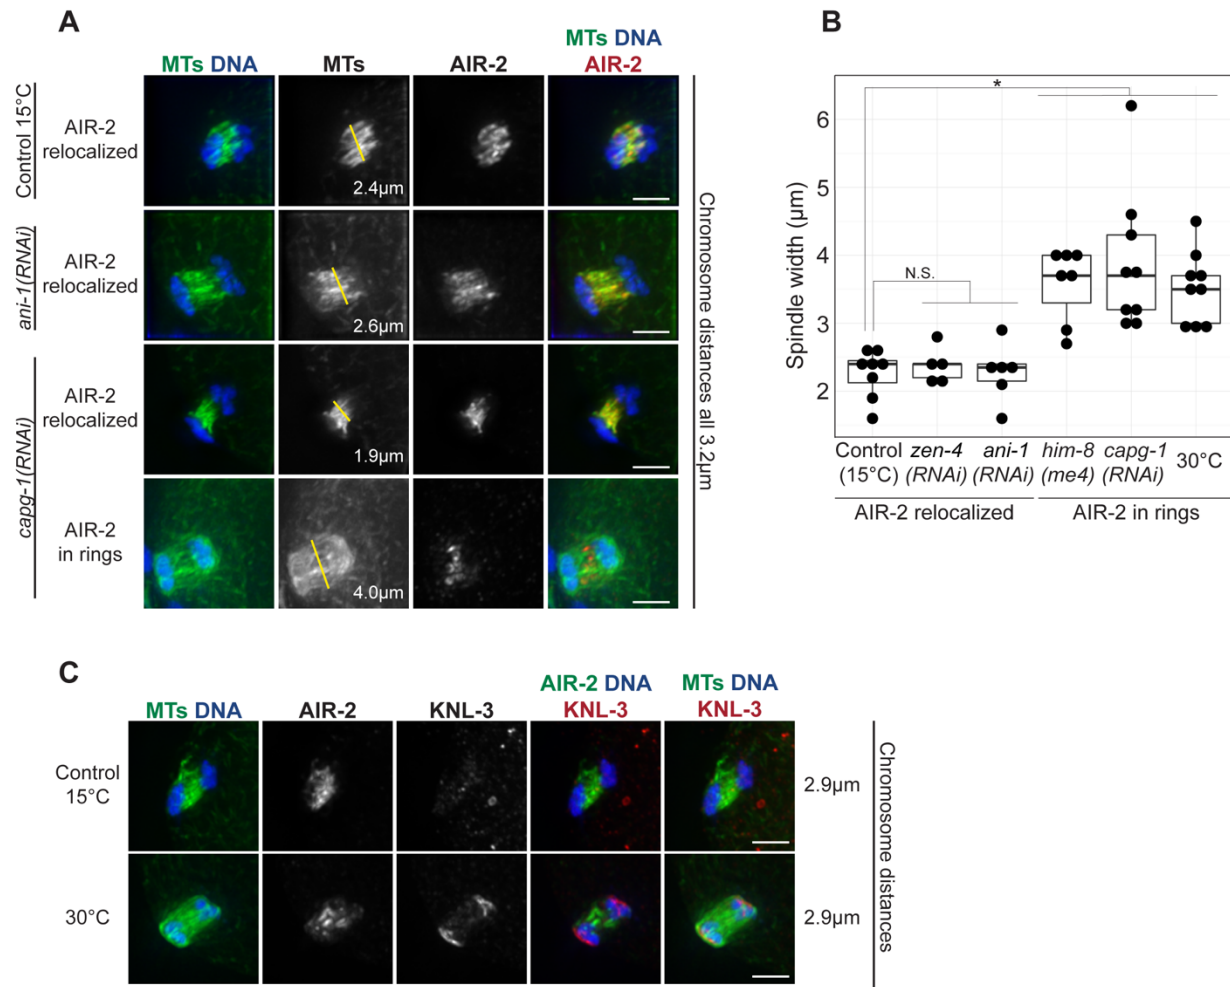 A
MTs DNA
MTs DNA MTs AIR-2 AIR-2
Control 15°C
AIR-2
relocalized
2.4µm
ani-1(RNAi)
AIR-2
relocalized
2.6µm
capg-1(RNAi)
AIR-2
relocalized
1.9µm
AIR-2
in rings
4.0µm
Chromosome distances all 3.2µm
B
*
N.S.
Spindle width (µm)
6
5
4
3
2
Control zen-4 ani-1 him-8 capg-1 30°C
(15°C) (RNAi) (RNAi) (me4) (RNAi)
AIR-2 relocalized AIR-2 in rings
C
AIR-2 DNA MTs DNA
MTs DNA AIR-2 KNL-3 KNL-3 KNL-3
Control
15°C
2.9µm
30°C
2.9µm
Chromosome
distances